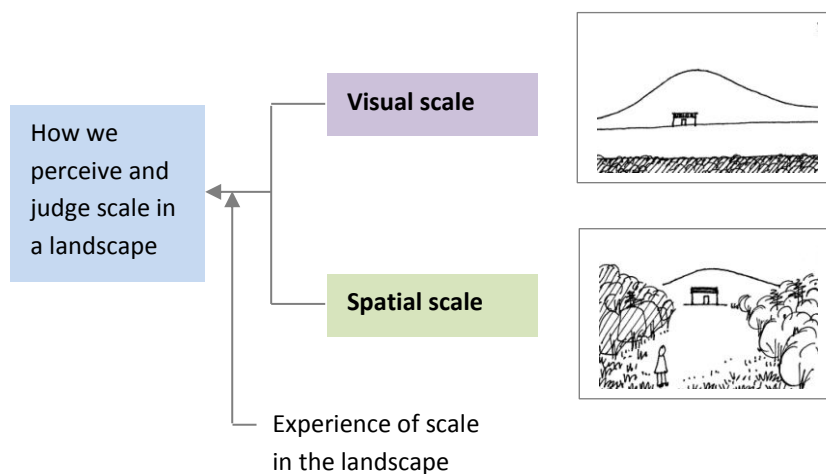 Visual scale
How we
perceive and
judge scale in
a landscape
Spatial scale
Experience of scale
in the landscape